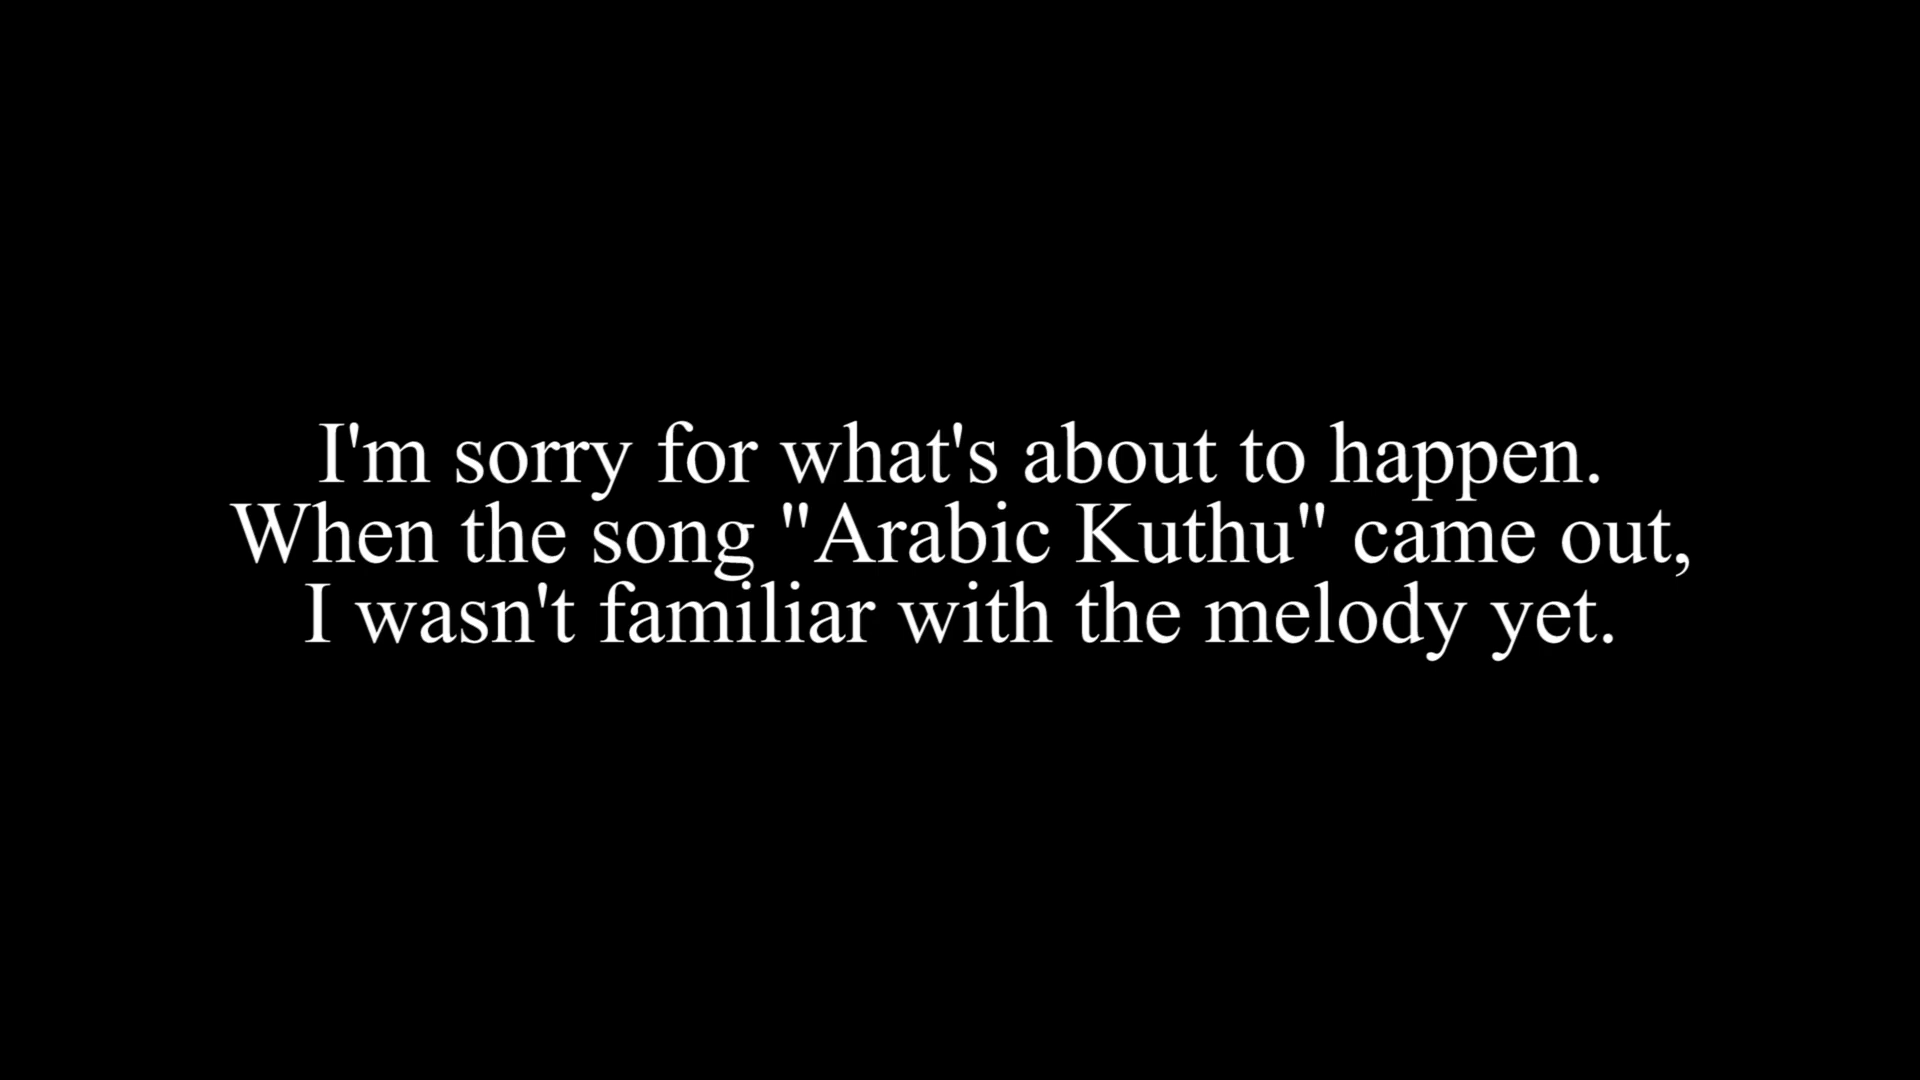 I'm sorry for what's about to happen.
When the song "Arabic Kuthu" came out,
I wasn't familiar with the melody yet.